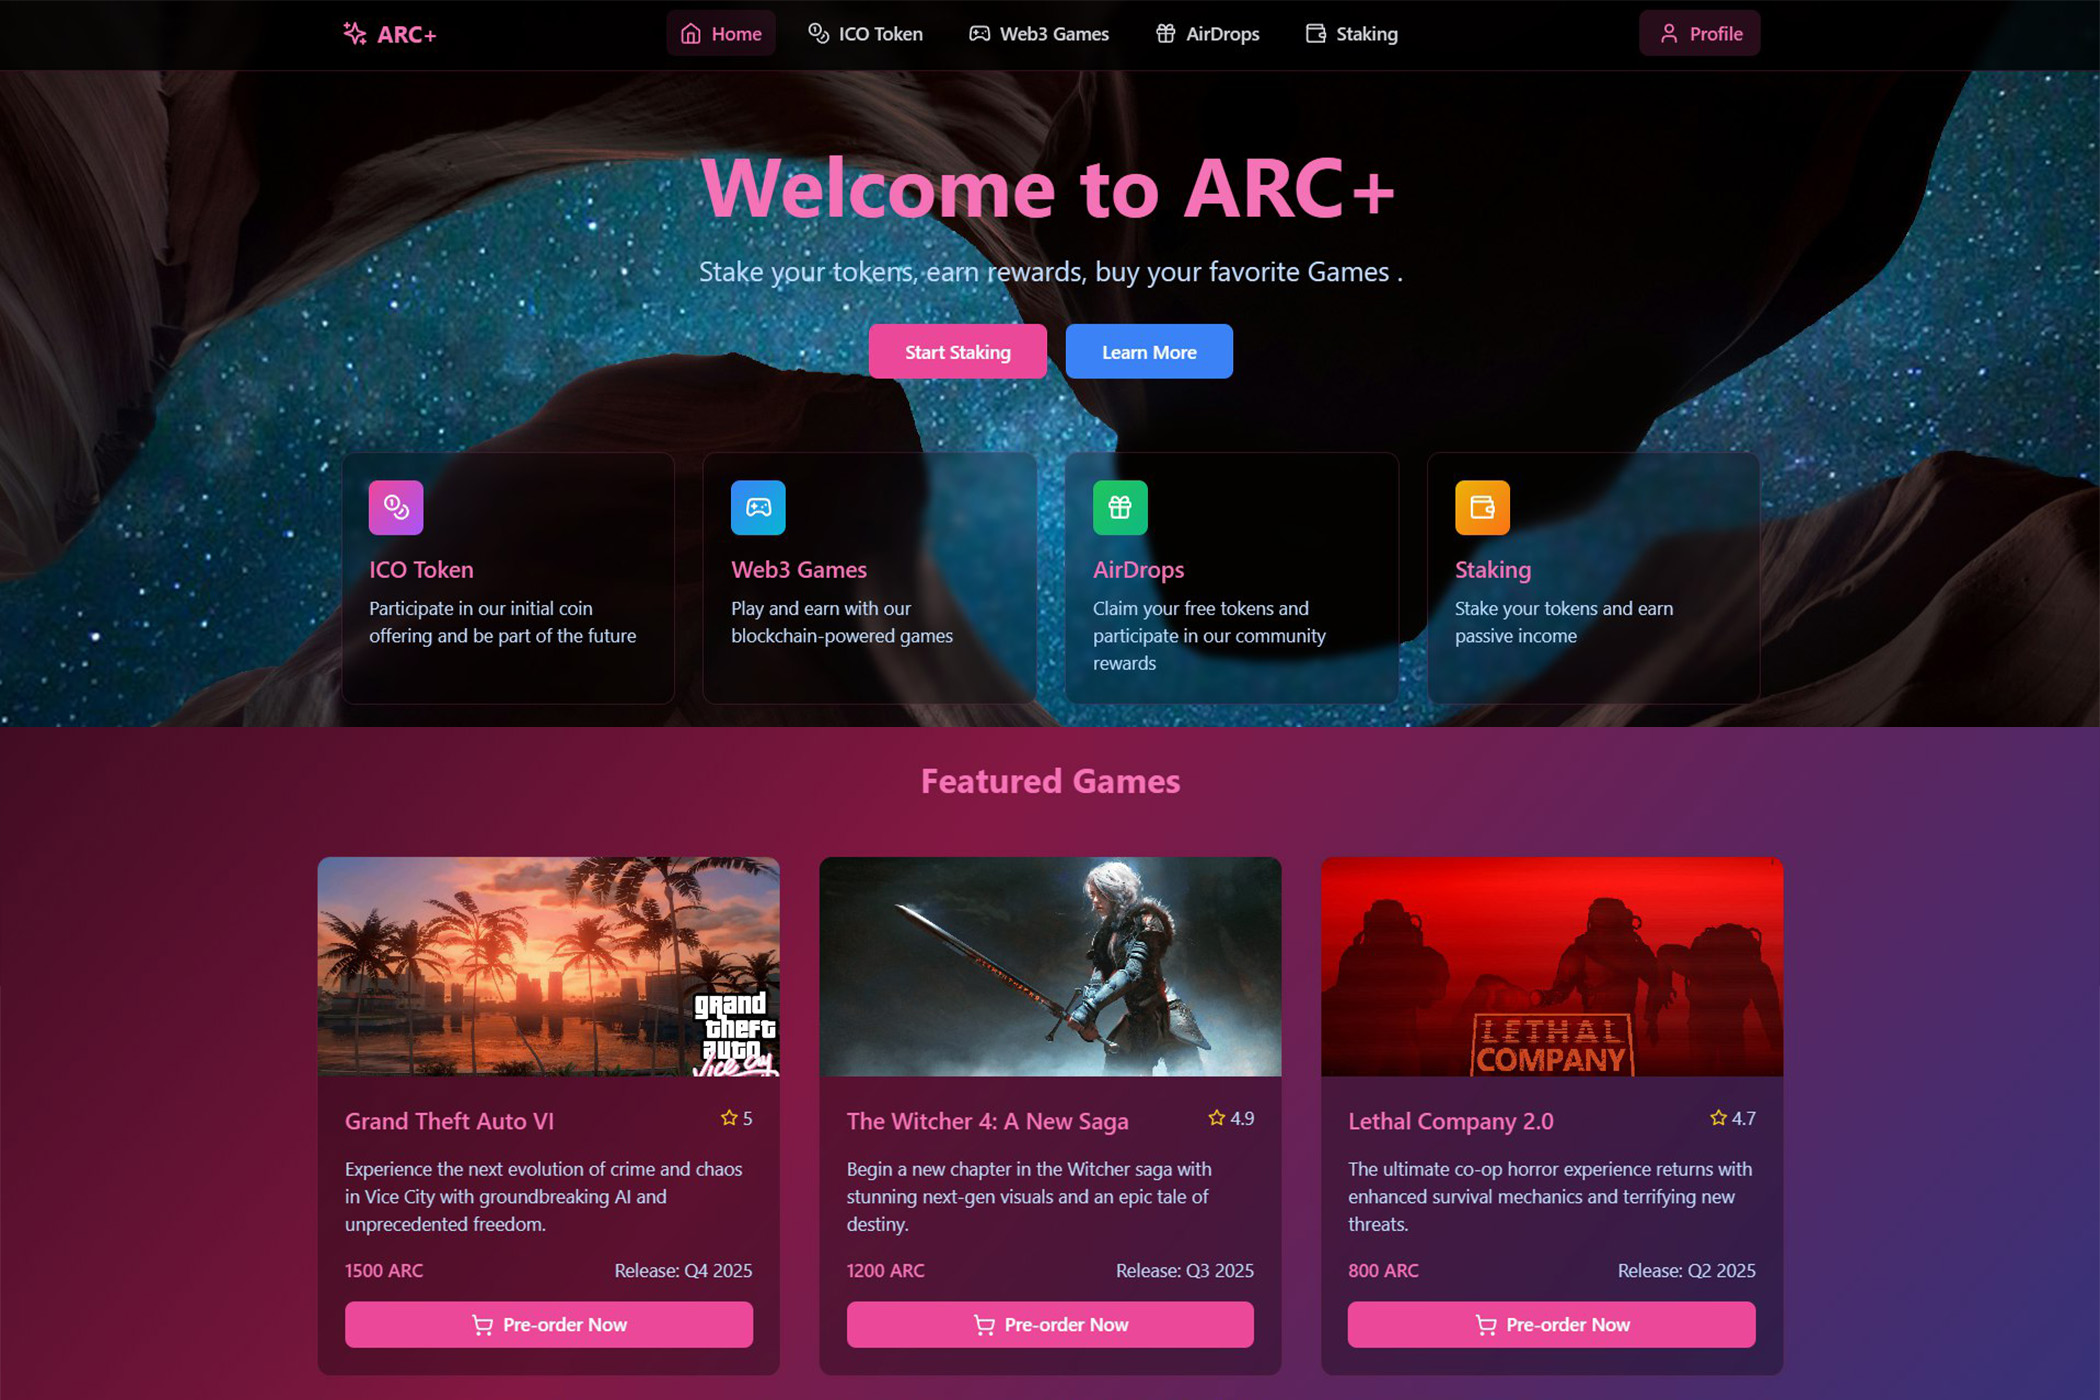 ARC+
Home
ICO Token
Web3 Games
AirDrops
Staking
Profile
Welcome to ARC+
Stake your tokens, earn rewards, buy your favorite Games .
Start Staking
Learn More
ICO Token
Participate in our initial coin
offering and be part of the future
Web3 Games
Play and earn with our
blockchain-powered games
AirDrops
Claim your free tokens and
participate in our community
rewards
Staking
Stake your tokens and earn
passive income
Featured Games
grand
theft
auto
Vice City
Grand Theft Auto VI
5
Experience the next evolution of crime and chaos
in Vice City with groundbreaking AI and
unprecedented freedom.
1500 ARC
Release: Q4 2025
Pre-order Now
The Witcher 4: A New Saga
4.9
Begin a new chapter in the Witcher saga with
stunning next-gen visuals and an epic tale of
destiny.
1200 ARC
Release: Q3 2025
Pre-order Now
LETHAL
COMPANY
Lethal Company 2.0
4.7
The ultimate co-op horror experience returns with
enhanced survival mechanics and terrifying new
threats.
800 ARC
Release: Q2 2025
Pre-order Now